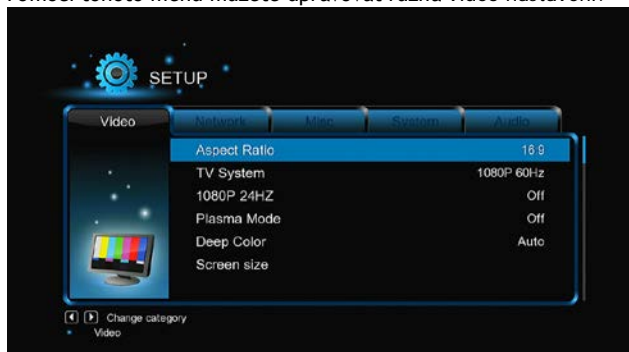 SETUP
Video Network Misc System Audio
Aspect Ratio 16:9
TV System 1080P 60Hz
1080P 24HZ Off
Plasma Mode Off
Deep Color Auto
Screen size
Change category
Video